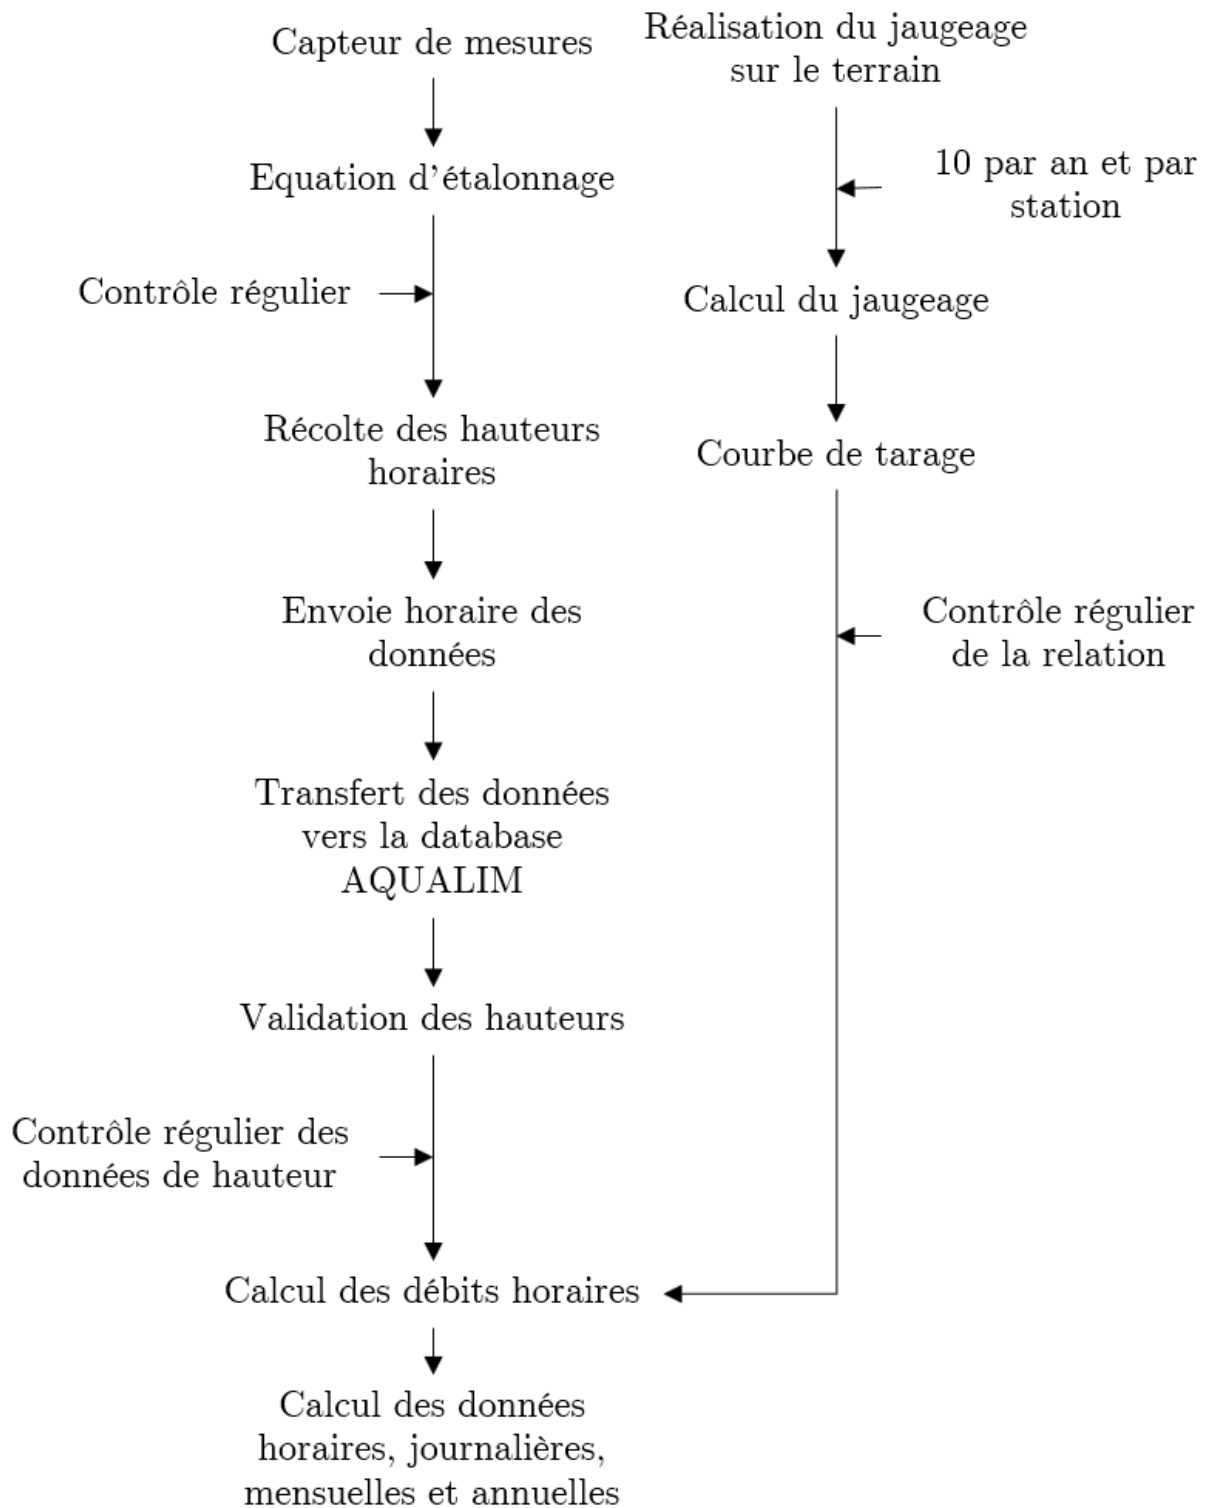 Capteur de mesures
Réalisation du jaugeage
sur le terrain
Equation d'étalonnage
10 par an et par
station
Contrôle régulier
Calcul du jaugeage
Récolte des hauteurs
horaires
Courbe de tarage
Envoie horaire des
données
Contrôle régulier
de la relation
Transfert des données
vers la database
AQUALIM
Validation des hauteurs
Contrôle régulier des
données de hauteur
Calcul des débits horaires
Calcul des données
horaires, journalières,
mensuelles et annuelles